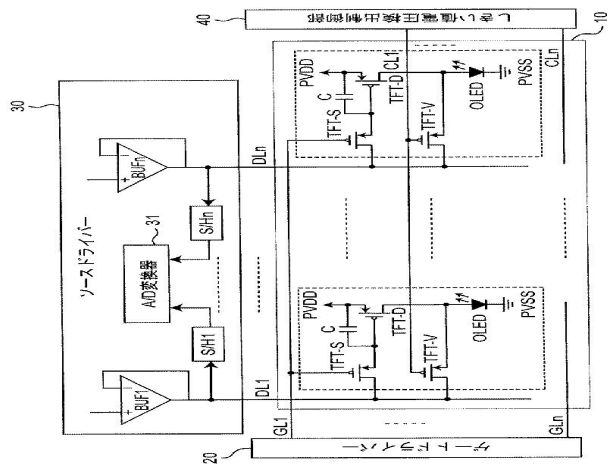 30
ソースドライバー
BUF1
BUFn
A/D変換器
31
S/H1
S/Hn
DL1
DLn
20
ゲートドライバー
GL1
GLn
PVDD
C
TFT-S
TFT-D
TFT-V
OLED
PVSS
PVDD
C
TFT-S
TFT-D
CL1
TFT-V
OLED
PVSS
CLn
10
40
しきい値電圧検出制御部